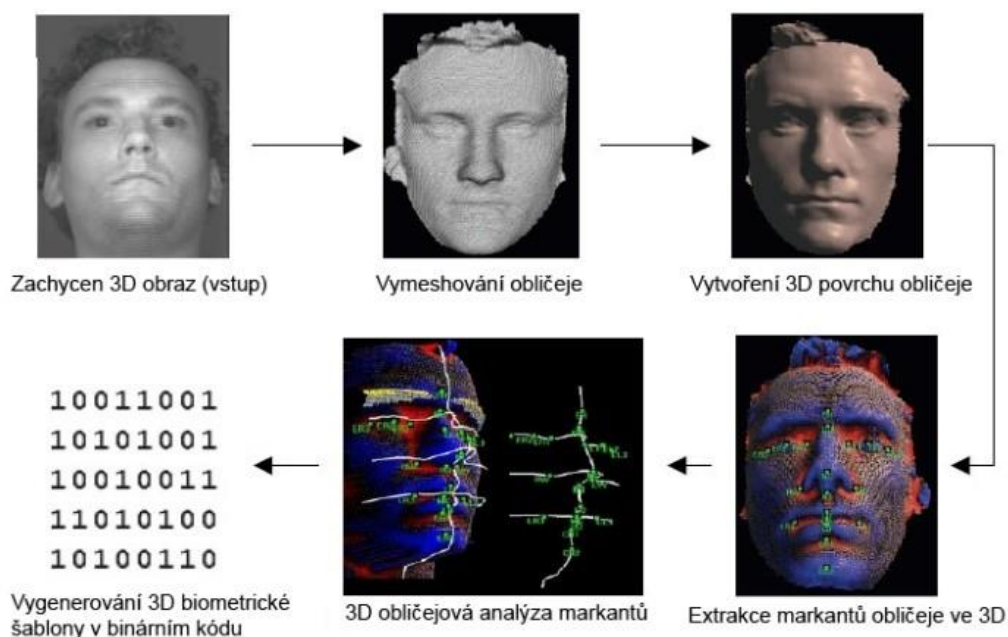 Zachycen 3D obraz (vstup)
Vymeshování obličeje
Vytvoření 3D povrchu obličeje
Extrakce markantů obličeje ve 3D
3D obličejová analýza markantů
10011001
10101001
10010011
11010100
10100110
Vygenerování 3D biometrické
šablony v binárním kódu